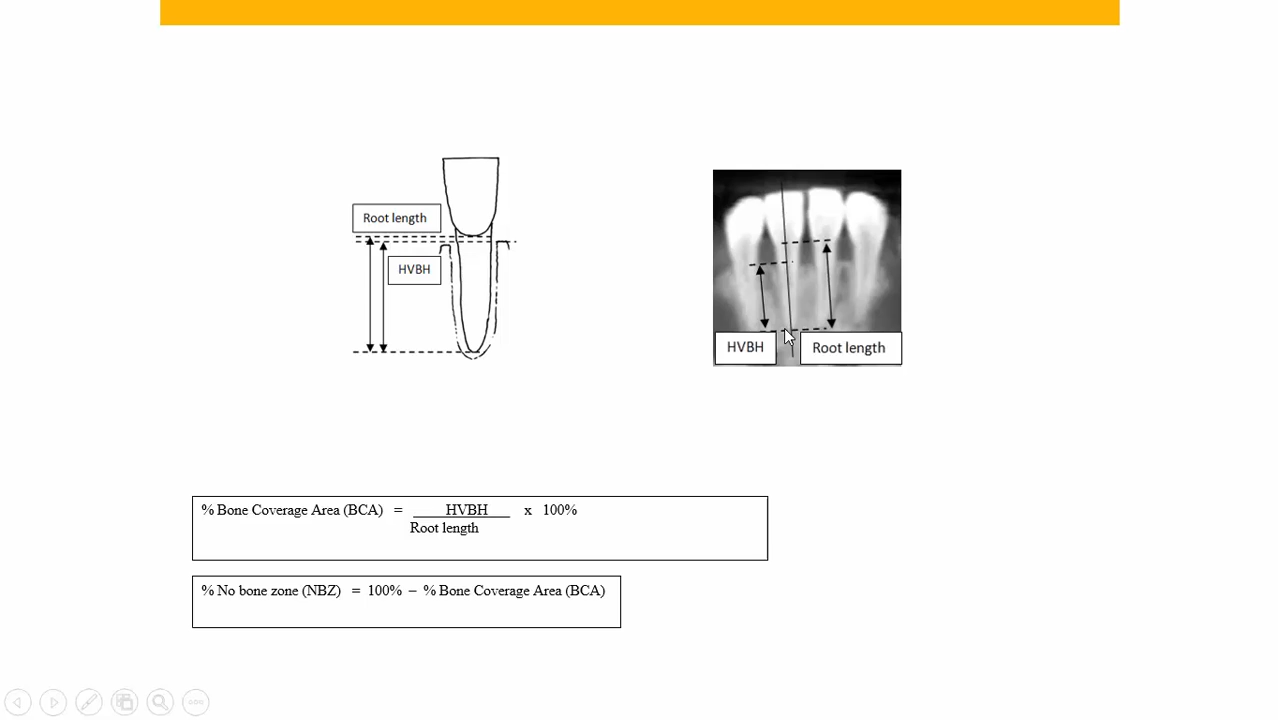 Root length
HVBH
HVBH
Root length
% Bone Coverage Area (BCA) = HVBH x 100%
Root length
% No bone zone (NBZ) = 100% – % Bone Coverage Area (BCA)